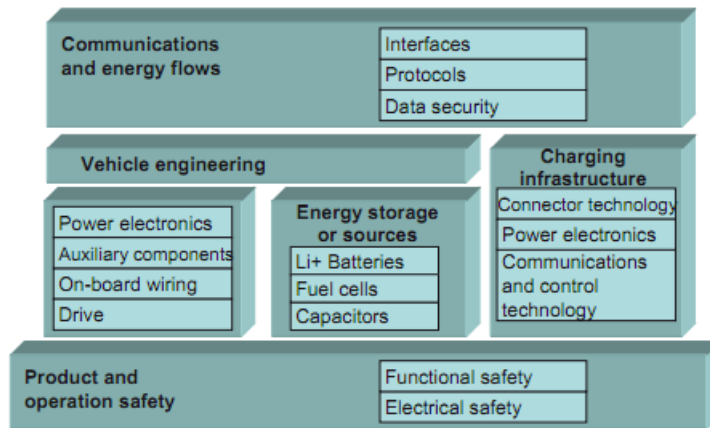 Communications
and energy flows
Interfaces
Protocols
Data security
Vehicle engineering
Charging
infrastructure
Connector technology
Power electronics
Communications
and control
technology
Power electronics
Auxiliary components
On-board wiring
Drive
Energy storage
or sources
Li+ Batteries
Fuel cells
Capacitors
Product and
operation safety
Functional safety
Electrical safety